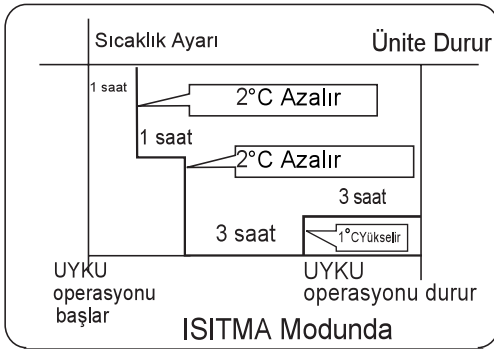 Sıcaklık Ayarı
Ünite Durur
1 saat
2°C Azalır
1 saat
2°C Azalır
3 saat
3 saat
1°CYükselir
UYKU
operasyonu
başlar
UYKU
operasyonu durur
ISITMA Modunda